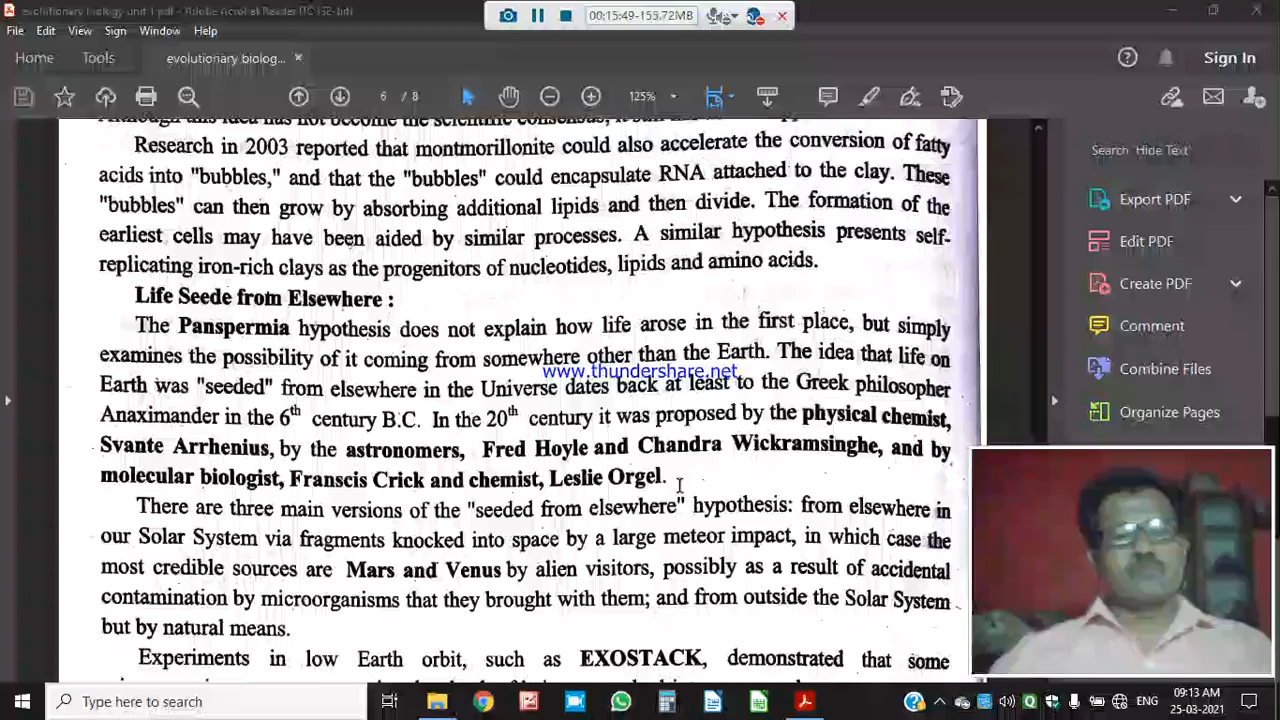 evolutionary biology unit 1.pdf - Adobe Acrobat Reader DC (32-bit)
00:15:49-155.72MB
File Edit View Sign Window Help
Home Tools evolutionary biolog... Sign In
6 / 8 125%
Research in 2003 reported that montmorillonite could also accelerate the conversion of fatty
acids into "bubbles," and that the "bubbles" could encapsulate RNA attached to the clay. These
"bubbles" can then grow by absorbing additional lipids and then divide. The formation of the
earliest cells may have been aided by similar processes. A similar hypothesis presents self-
replicating iron-rich clays as the progenitors of nucleotides, lipids and amino acids.
Life Seede from Elsewhere :
The Panspermia hypothesis does not explain how life arose in the first place, but simply
examines the possibility of it coming from somewhere other than the Earth. The idea that life on
www.thundershare.net
Earth was "seeded" from elsewhere in the Universe dates back at least to the Greek philosopher
Anaximander in the 6th century B.C. In the 20th century it was proposed by the physical chemist,
Svante Arrhenius, by the astronomers, Fred Hoyle and Chandra Wickramsinghe, and by
molecular biologist, Franscis Crick and chemist, Leslie Orgel.
There are three main versions of the "seeded from elsewhere" hypothesis: from elsewhere in
our Solar System via fragments knocked into space by a large meteor impact, in which case the
most credible sources are Mars and Venus by alien visitors, possibly as a result of accidental
contamination by microorganisms that they brought with them; and from outside the Solar System
but by natural means.
Experiments in low Earth orbit, such as EXOSTACK, demonstrated that some
Search Hide Text
Export PDF
Edit PDF
Create PDF
Comment
Combine Files
Organize Pages
Type here to search
ENG
09:13 AM
25-03-2021